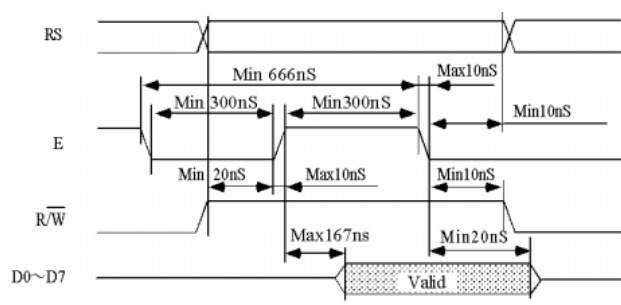 RS
Min 666nS
Max10nS
Min 300nS
Min300nS
Min10nS
E
Min 20nS
Max10nS
Min10nS
R/W
Max167ns
Min20nS
D0～D7
Valid